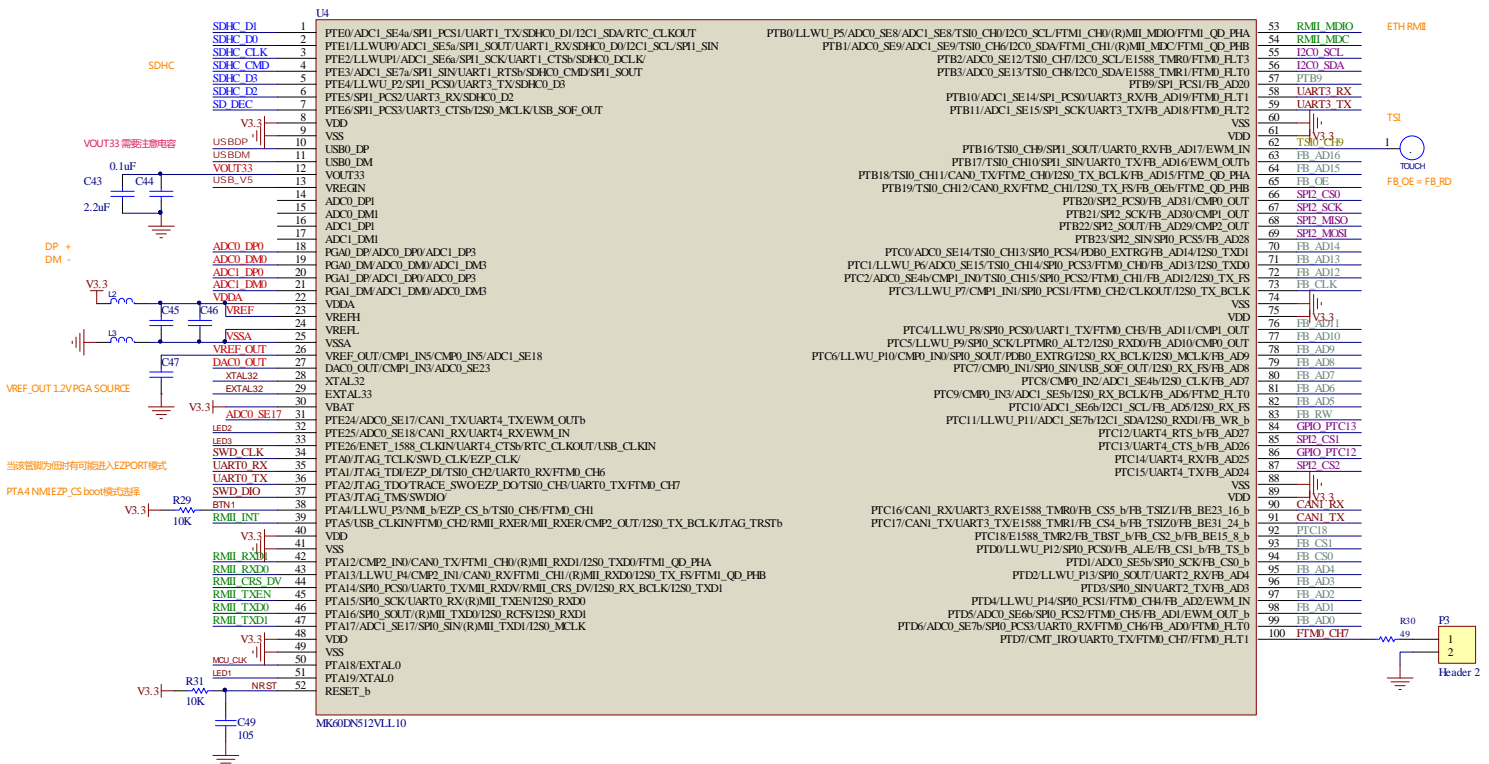 U4
SDHC_D1 1 PTE0/ADC1_SE4a/SPI1_PCS1/UART1_TX/SDHC0_D1/I2C1_SDA/RTC_CLKOUT
SDHC_D0 2 PTE1/LLWUP0/ADC1_SE5a/SPI1_SOUT/UART1_RX/SDHC0_D0/I2C1_SCL/SPI1_SIN
SDHC_CLK 3 PTE2/LLWUP1/ADC1_SE6a/SPI1_SCK/UART1_CTSb/SDHC0_DCLK/
SDHC
SDHC_CMD 4 PTE3/ADC1_SE7a/SPI1_SIN/UART1_RTSb/SDHC0_CMD/SPI1_SOUT
SDHC_D3 5 PTE4/LLWU_P2/SPI1_PCS0/UART3_TX/SDHC0_D3
SDHC_D2 6 PTE5/SPI1_PCS2/UART3_RX/SDHC0_D2
SD_DEC 7 PTE6/SPI1_PCS3/UART3_CTSb/I2S0_MCLK/USB_SOF_OUT
V3.3 8 VDD
9 VSS
VOUT33 需要注意电容
USBDP 10 USB0_DP
USBDM 11 USB0_DM
VOUT33 12 VOUT33
USB_V5 13 VREGIN
0.1uF
C43 C44
2.2uF
14 ADC0_DP1
15 ADC0_DM1
16 ADC1_DP1
17 ADC1_DM1
DP +
DM -
ADC0_DP0 18 PGA0_DP/ADC0_DP0/ADC1_DP3
ADC0_DM0 19 PGA0_DM/ADC0_DM0/ADC1_DM3
ADC1_DP0 20 PGA1_DP/ADC1_DP0/ADC0_DP3
ADC1_DM0 21 PGA1_DM/ADC1_DM0/ADC0_DM3
V3.3 L2
VDDA 22 VDDA
VREF 23 VREFH
C45 C46
24 VREFL
L3
VSSA 25 VSSA
VREF_OUT 26 VREF_OUT/CMP1_IN5/CMP0_IN5/ADC1_SE18
C47
DAC0_OUT 27 DAC0_OUT/CMP1_IN3/ADC0_SE23
XTAL32 28 XTAL32
VREF_OUT 1.2V PGA SOURCE
EXTAL32 29 EXTAL33
V3.3 30 VBAT
ADC0_SE17 31 PTE24/ADC0_SE17/CAN1_TX/UART4_TX/EWM_OUTb
LED2 32 PTE25/ADC0_SE18/CAN1_RX/UART4_RX/EWM_IN
LED3 33 PTE26/ENET_1588_CLKIN/UART4_CTSb/RTC_CLKOUT/USB_CLKIN
SWD_CLK 34 PTA0/JTAG_TCLK/SWD_CLK/EZP_CLK/
当该管脚为低时有可能进入EZPORT模式
UART0_RX 35 PTA1/JTAG_TDI/EZP_DI/TSI0_CH2/UART0_RX/FTM0_CH6
UART0_TX 36 PTA2/JTAG_TDO/TRACE_SWO/EZP_DO/TSI0_CH3/UART0_TX/FTM0_CH7
PTA4 NMI EZP_CS boot模式选择
SWD_DIO 37 PTA3/JTAG_TMS/SWDIO/
V3.3 R29 10K BTN1 38 PTA4/LLWU_P3/NMI_b/EZP_CS_b/TSI0_CH5/FTM0_CH1
RMII_INT 39 PTA5/USB_CLKIN/FTM0_CH2/RMII_RXER/MII_RXER/CMP2_OUT/I2S0_TX_BCLK/JTAG_TRSTb
V3.3 40 VDD
41 VSS
RMII_RXD1 42 PTA12/CMP2_IN0/CAN0_TX/FTM1_CH0/(R)MII_RXD1/I2S0_TXD/FTM1_QD_PHA
RMII_RXD0 43 PTA13/LLWU_P4/CMP2_IN1/CAN0_RX/FTM1_CH1/(R)MII_RXD0/I2S0_TX_FS/FTM1_QD_PHB
RMII_CRS_DV 44 PTA14/SPI0_PCS0/UART0_TX/MII_RXDV/RMII_CRS_DV/I2S0_RX_BCLK/I2S0_TXD1
RMII_TXEN 45 PTA15/SPI0_SCK/UART0_RX/(R)MII_TXEN/I2S0_RXD0
RMII_TXD0 46 PTA16/SPI0_SOUT/(R)MII_TXD0/I2S0_RCFS/I2S0_RXD1
RMII_TXD1 47 PTA17/ADC1_SE17/SPI0_SIN/(R)MII_TXD1/I2S0_MCLK
V3.3 48 VDD
49 VSS
MCU_CLK 50 PTA18/EXTAL0
LED1 51 PTA19/XTAL0
V3.3 R31 10K NRST 52 RESET_b
C49
105
MK60DN512VLL10
PTB0/LLWU_P5/ADC0_SE8/ADC1_SE8/TSI0_CH0/I2C0_SCL/FTM1_CH0/(R)MII_MDIO/FTM1_QD_PHA 53 RMII_MDIO
ETH RMII
PTB1/ADC0_SE9/ADC1_SE9/TSI0_CH6/I2C0_SDA/FTM1_CH1/(R)MII_MDC/FTM1_QD_PHB 54 RMII_MDC
PTB2/ADC0_SE12/TSI0_CH7/I2C0_SCL/E1588_TMR0/FTM0_FLT3 55 I2C0_SCL
PTB3/ADC0_SE13/TSI0_CH8/I2C0_SDA/E1588_TMR1/FTM0_FLT0 56 I2C0_SDA
PTB9/SPI1_PCS1/FB_AD20 57 PTB9
PTB10/ADC1_SE14/SP1_PCS0/UART3_RX/FB_AD19/FTM0_FLT1 58 UART3_RX
PTB11/ADC1_SE15/SP1_SCK/UART3_TX/FB_AD18/FTM0_FLT2 59 UART3_TX
VSS 60
TSI
VDD 61 V3.3
PTB16/TSI0_CH9/SPI1_SOUT/UART0_RX/FB_AD17/EWM_IN 62 TSI0_CH9 1
TOUCH
PTB17/TSI0_CH10/SPI1_SIN/UART0_TX/FB_AD16/EWM_OUTb 63 FB_AD16
PTB18/TSI0_CH11/CAN0_TX/FTM2_CH0/I2S0_TX_BCLK/FB_AD15/FTM2_QD_PHA 64 FB_AD15
PTB19/TSI0_CH12/CAN0_RX/FTM2_CH1/I2S0_TX_FS/FB_OEb/FTM2_QD_PHB 65 FB_OE
FB_OE = FB_RD
PTB20/SPI2_PCS0/FB_AD31/CMP0_OUT 66 SPI2_CS0
PTB21/SPI2_SCK/FB_AD30/CMP1_OUT 67 SPI2_SCK
PTB22/SPI2_SOUT/FB_AD29/CMP2_OUT 68 SPI2_MISO
PTB23/SPI2_SIN/SPI0_PCS5/FB_AD28 69 SPI2_MOSI
PTC0/ADC0_SE14/TSI0_CH13/SPI0_PCS4/PDB0_EXTRG/FB_AD14/I2S0_TXD1 70 FB_AD14
PTC1/LLWU_P6/ADC0_SE15/TSI0_CH14/SPI0_PCS3/FTM0_CH0/FB_AD13/I2S0_TXD0 71 FB_AD13
PTC2/ADC0_SE4b/CMP1_IN0/TSI0_CH15/SPI0_PCS2/FTM0_CH1/FB_AD12/I2S0_TX_FS 72 FB_AD12
PTC3/LLWU_P7/CMP1_IN1/SPI0_PCS1/FTM0_CH2/CLKOUT/I2S0_TX_BCLK 73 FB_CLK
VSS 74
VDD 75 V3.3
PTC4/LLWU_P8/SPI0_PCS0/UART1_TX/FTM0_CH3/FB_AD11/CMP1_OUT 76 FB_AD11
PTC5/LLWU_P9/SPI0_SCK/LPTMR0_ALT2/I2S0_RXD0/FB_AD10/CMP0_OUT 77 FB_AD10
PTC6/LLWU_P10/CMP0_IN0/SPI0_SOUT/PDB0_EXTRG/I2S0_RX_BCLK/I2S0_MCLK/FB_AD9 78 FB_AD9
PTC7/CMP0_IN1/SPI0_SIN/USB_SOF_OUT/I2S0_RX_FS/FB_AD8 79 FB_AD8
PTC8/CMP0_IN2/ADC1_SE4b/I2S0_CLK/FB_AD7 80 FB_AD7
PTC9/CMP0_IN3/ADC1_SE5b/I2S0_RX_BCLK/FB_AD6/FTM2_FLT0 81 FB_AD6
PTC10/ADC1_SE6b/I2C1_SCL/FB_AD5/I2S0_RX_FS 82 FB_AD5
PTC11/LLWU_P11/ADC1_SE7b/I2C1_SDA/I2S0_RXD1/FB_WR_b 83 FB_RW
PTC12/UART4_RTS_b/FB_AD27 84 GPIO_PTC13
PTC13/UART4_CTS_b/FB_AD26 85 SPI2_CS1
PTC14/UART4_RX/FB_AD25 86 GPIO_PTC12
PTC15/UART4_TX/FB_AD24 87 SPI2_CS2
VSS 88
VDD 89 V3.3
PTC16/CAN1_RX/UART3_RX/E1588_TMR0/FB_CS5_b/FB_TSIZ1/FB_BE23_16_b 90 CAN1_RX
PTC17/CAN1_TX/UART3_TX/E1588_TMR1/FB_CS4_b/FB_TSIZ0/FB_BE31_24_b 91 CAN1_TX
PTC18/E1588_TMR2/FB_TBST_b/FB_CS2_b/FB_BE15_8_b 92 PTC18
PTD0/LLWU_P12/SPI0_PCS0/FB_ALE/FB_CS1_b/FB_TS_b 93 FB_CS1
PTD1/ADC0_SE5b/SPI0_SCK/FB_CS0_b 94 FB_CS0
PTD2/LLWU_P13/SPI0_SOUT/UART2_RX/FB_AD4 95 FB_AD4
PTD3/SPI0_SIN/UART2_TX/FB_AD3 96 FB_AD3
PTD4/LLWU_P14/SPI0_PCS1/FTM0_CH4/FB_AD2/EWM_IN 97 FB_AD2
PTD5/ADC0_SE6b/SPI0_PCS2/FTM0_CH5/FB_AD1/EWM_OUT_b 98 FB_AD1
PTD6/ADC0_SE7b/SPI0_PCS3/UART0_RX/FTM0_CH6/FB_AD0/FTM0_FLT0 99 FB_AD0
PTD7/CMT_IRO/UART0_TX/FTM0_CH7/FTM0_FLT1 100 FTM0_CH7
R30
49
P3
1
2
Header 2